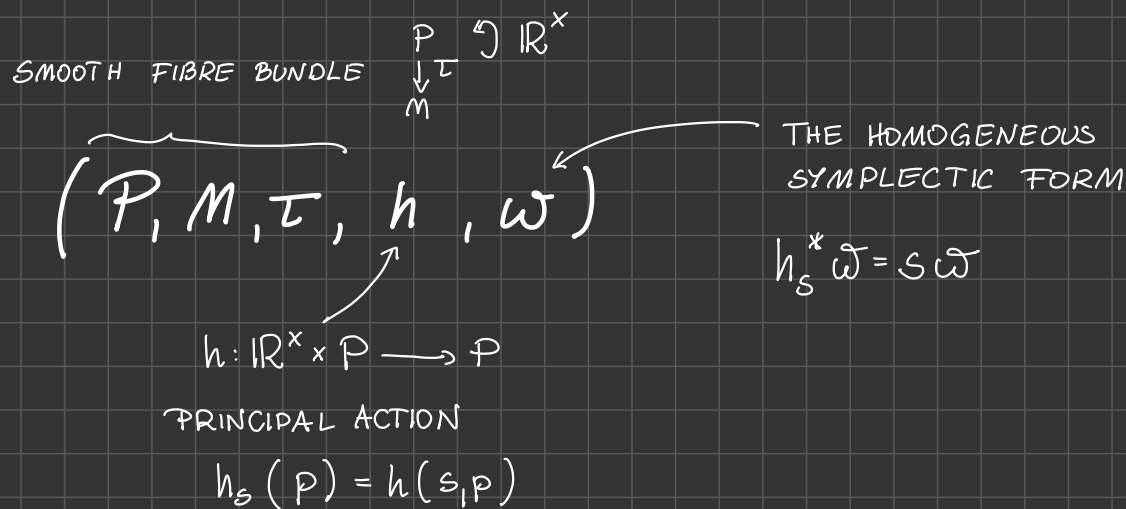 P ↺ ℝ^×
↓ τ
M
SMOOTH FIBRE BUNDLE
(P, M, τ, h, ω)
THE HOMOGENEOUS
SYMPLECTIC FORM
h_s^* ω = s ω
h : ℝ^× × P ⟶ P
PRINCIPAL ACTION
h_s (p) = h(s,p)